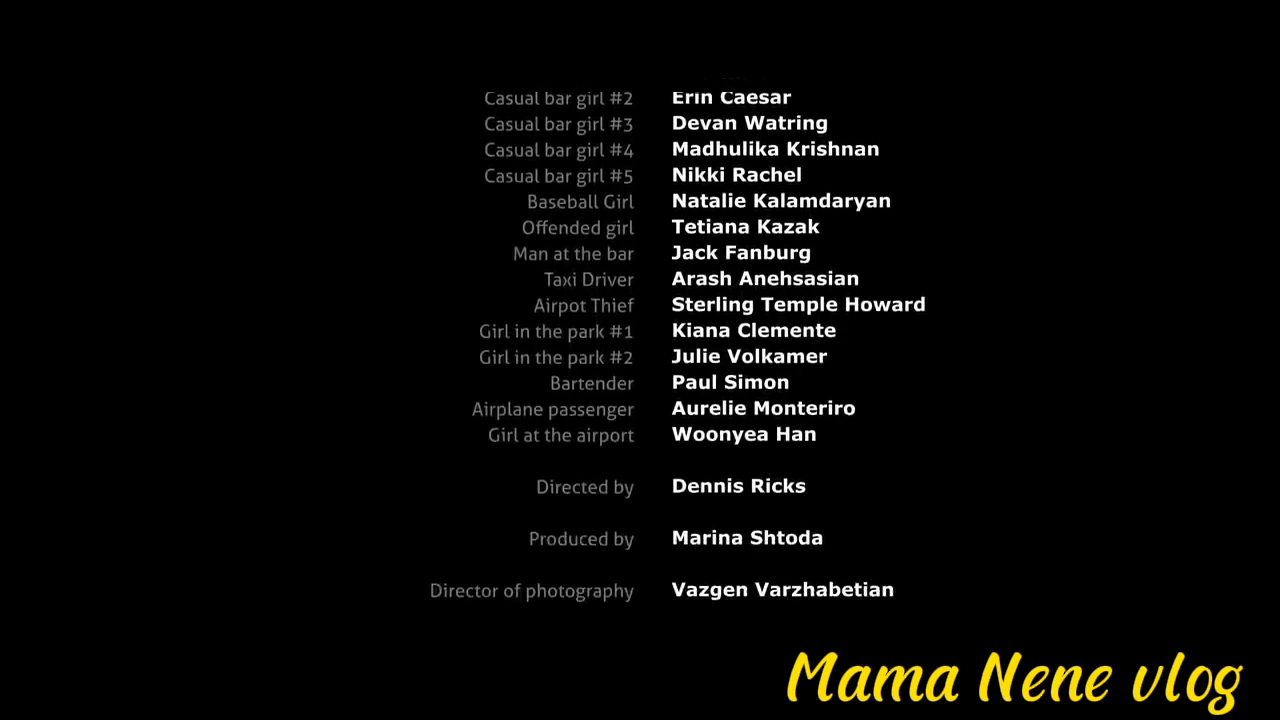 Casual bar girl #2 Erin Caesar
Casual bar girl #3 Devan Watring
Casual bar girl #4 Madhulika Krishnan
Casual bar girl #5 Nikki Rachel
Baseball Girl Natalie Kalamdaryan
Offended girl Tetiana Kazak
Man at the bar Jack Fanburg
Taxi Driver Arash Anehsasian
Airpot Thief Sterling Temple Howard
Girl in the park #1 Kiana Clemente
Girl in the park #2 Julie Volkamer
Bartender Paul Simon
Airplane passenger Aurelie Monteriro
Girl at the airport Woonyea Han
Directed by Dennis Ricks
Produced by Marina Shtoda
Director of photography Vazgen Varzhabetian
Mama Nene vlog